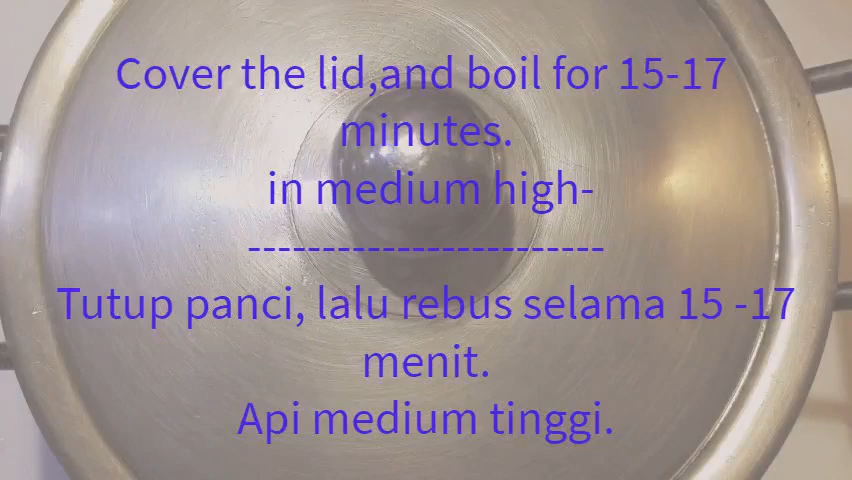 Cover the lid,and boil for 15-17
minutes.
in medium high-
------------------------
Tutup panci, lalu rebus selama 15 -17
menit.
Api medium tinggi.